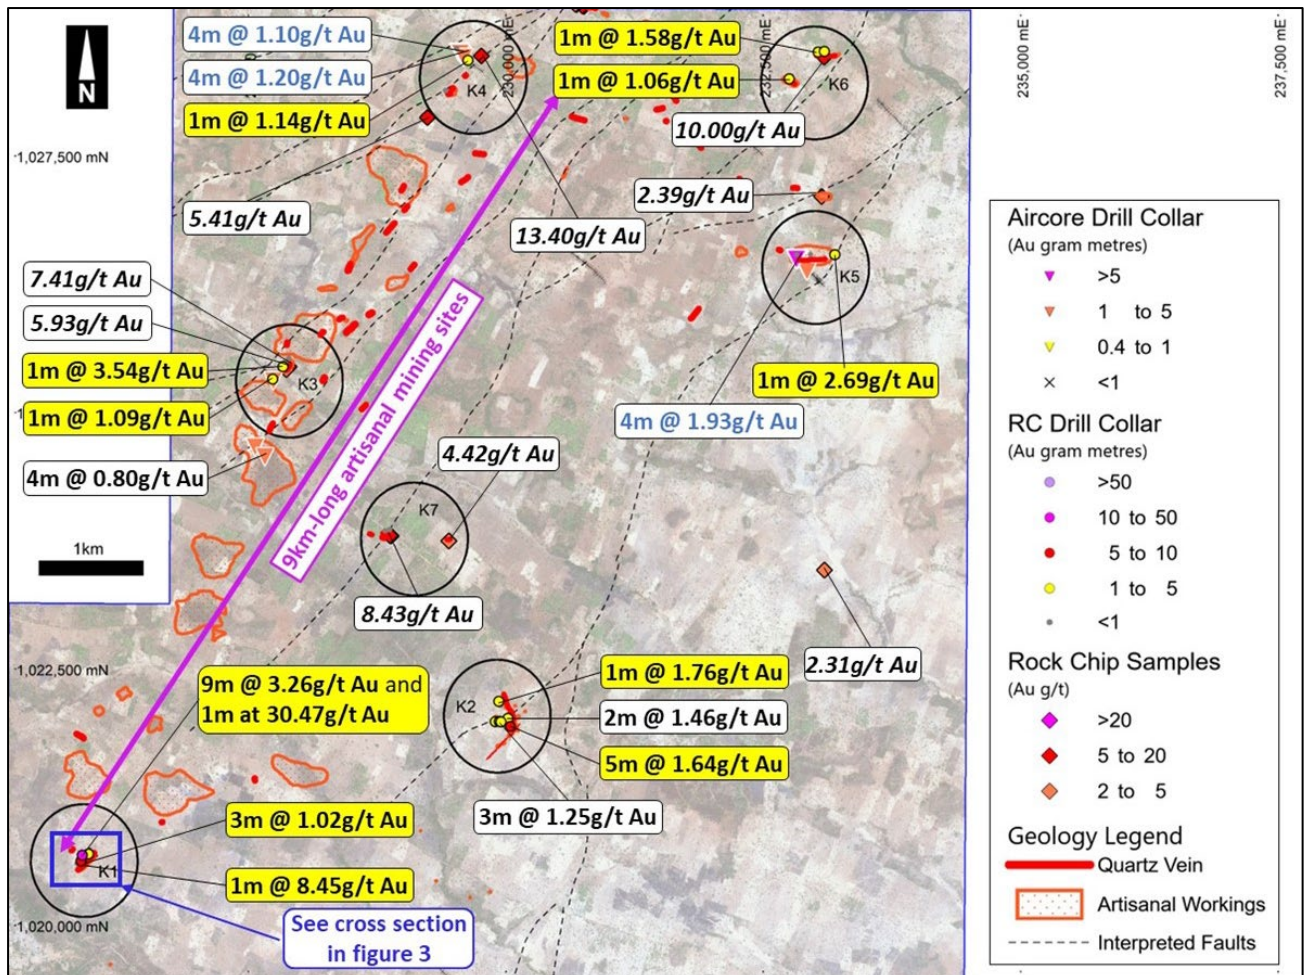 N
4m @ 1.10g/t Au
4m @ 1.20g/t Au
1m @ 1.14g/t Au
K4
230,000 mE
1m @ 1.58g/t Au
1m @ 1.06g/t Au
232,500 mE
K6
10.00g/t Au
235,000 mE
237,500 mE
1,027,500 mN
5.41g/t Au
13.40g/t Au
2.39g/t Au
K5
7.41g/t Au
5.93g/t Au
1m @ 3.54g/t Au
1m @ 1.09g/t Au
K3
4m @ 0.80g/t Au
9km-long artisanal mining sites
1m @ 2.69g/t Au
4m @ 1.93g/t Au
4.42g/t Au
K7
8.43g/t Au
1km
2.31g/t Au
1,022,500 mN
9m @ 3.26g/t Au and
1m at 30.47g/t Au
K2
1m @ 1.76g/t Au
2m @ 1.46g/t Au
5m @ 1.64g/t Au
3m @ 1.25g/t Au
3m @ 1.02g/t Au
K1
1m @ 8.45g/t Au
See cross section
in figure 3
1,020,000 mN
Aircore Drill Collar
(Au gram metres)
>5
1 to 5
0.4 to 1
<1
RC Drill Collar
(Au gram metres)
>50
10 to 50
5 to 10
1 to 5
<1
Rock Chip Samples
(Au g/t)
>20
5 to 20
2 to 5
Geology Legend
Quartz Vein
Artisanal Workings
Interpreted Faults